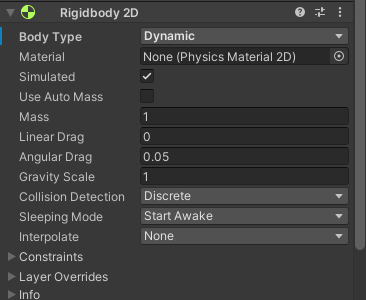 Rigidbody 2D
Body Type Dynamic
Material None (Physics Material 2D)
Simulated
Use Auto Mass
Mass 1
Linear Drag 0
Angular Drag 0.05
Gravity Scale 1
Collision Detection Discrete
Sleeping Mode Start Awake
Interpolate None
Constraints
Layer Overrides
Info